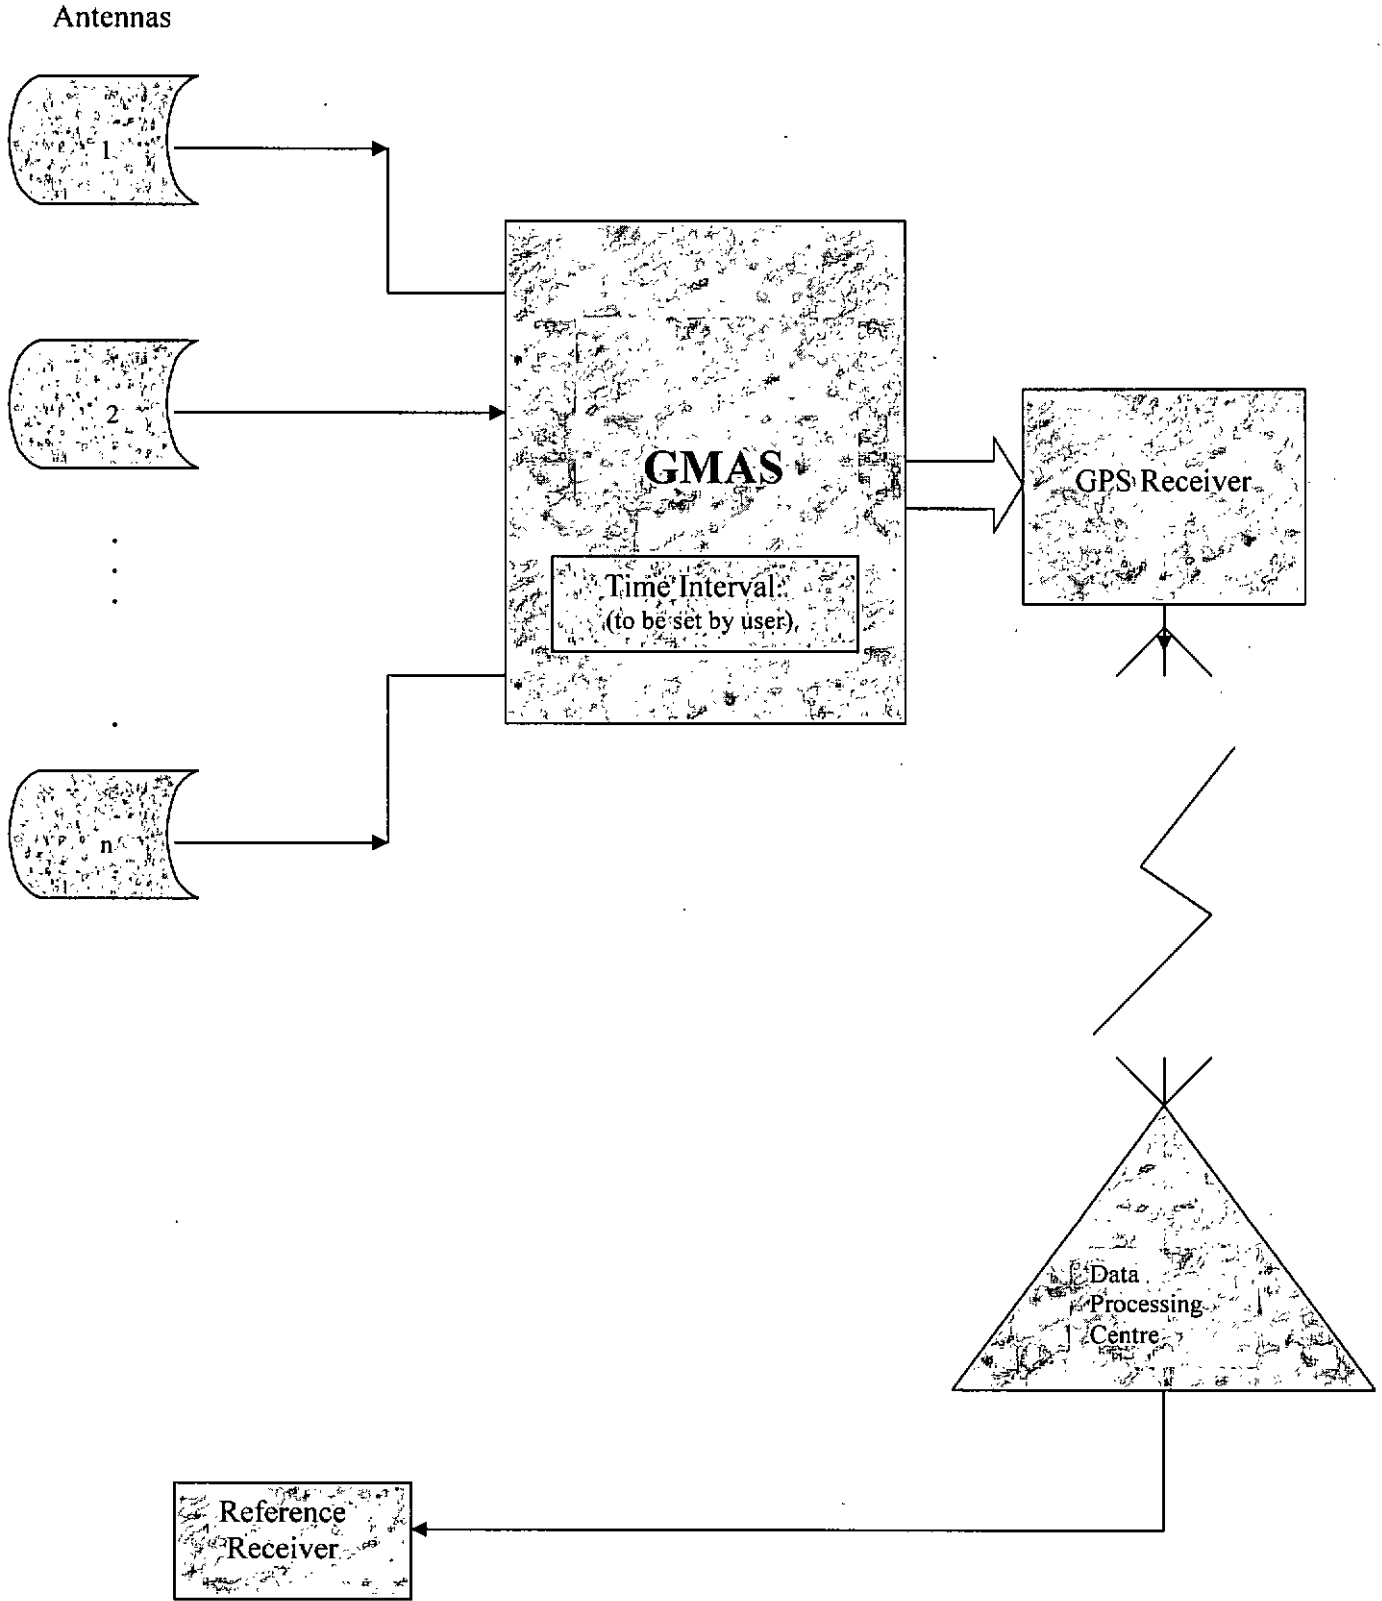 Antennas
1
2
GMAS
GPS Receiver
Time Interval:
(to be set by user)
n
Data
Processing
Centre
Reference
Receiver